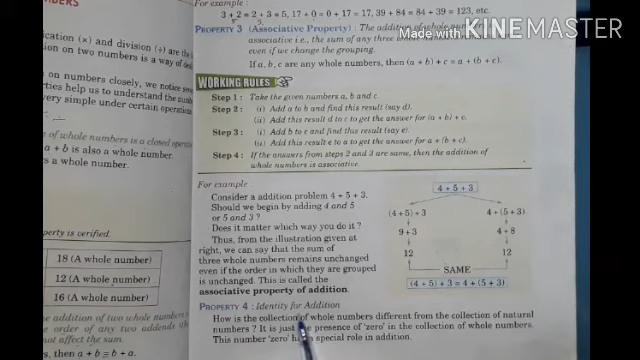 3 + 2 = 2 + 3 = 5, 17 + 0 = 0 + 17 = 17, 39 + 84 = 84 + 39 = 123, etc.
PROPERTY 3 (Associative Property) : The addition of whole numbers
associative i.e., the sum of any three whole
even if we change the grouping.
If a, b, c are any whole numbers, then (a + b) + c = a + (b + c).
Made with KINEMASTER
WORKING RULES
Step 1 : Take the given numbers a, b and c.
Step 2 : (i) Add a to b and find this result (say d).
(ii) Add this result d to c to get the answer for (a + b) + c.
Step 3 : (i) Add b to c and find this result (say e).
(ii) Add this result e to a to get the answer for a + (b + c).
Step 4 : If the answers from steps 2 and 3 are same, then the addition of
whole numbers is associative.
For example :
Consider a addition problem 4 + 5 + 3.
Should we begin by adding 4 and 5
or 5 and 3 ?
Does it matter which way you do it ?
Thus, from the illustration given at
right, we can say that the sum of
three whole numbers remains unchanged
even if the order in which they are grouped
is unchanged. This is called the
associative property of addition.
4 + 5 + 3
(4 + 5) + 3 4 + (5 + 3)
9 + 3 4 + 8
12 12
SAME
(4 + 5) + 3 = 4 + (5 + 3)
PROPERTY 4 : Identity for Addition
How is the collection of whole numbers different from the collection of natural
numbers ? It is just the presence of 'zero' in the collection of whole numbers.
This number 'zero' has a special role in addition.
BERS
ication (×) and division (÷) are the
ion on two numbers is a way of
on numbers closely, we notice
rties help us to understand the
very simple under certain
of whole numbers is a closed
a + b is also a whole number.
s a whole number.
perty is verified.
18 (A whole number)
12 (A whole number)
16 (A whole number)
he addition of two whole numbers
he order of any two addends
not affect the sum.
s, then a + b = b + a.